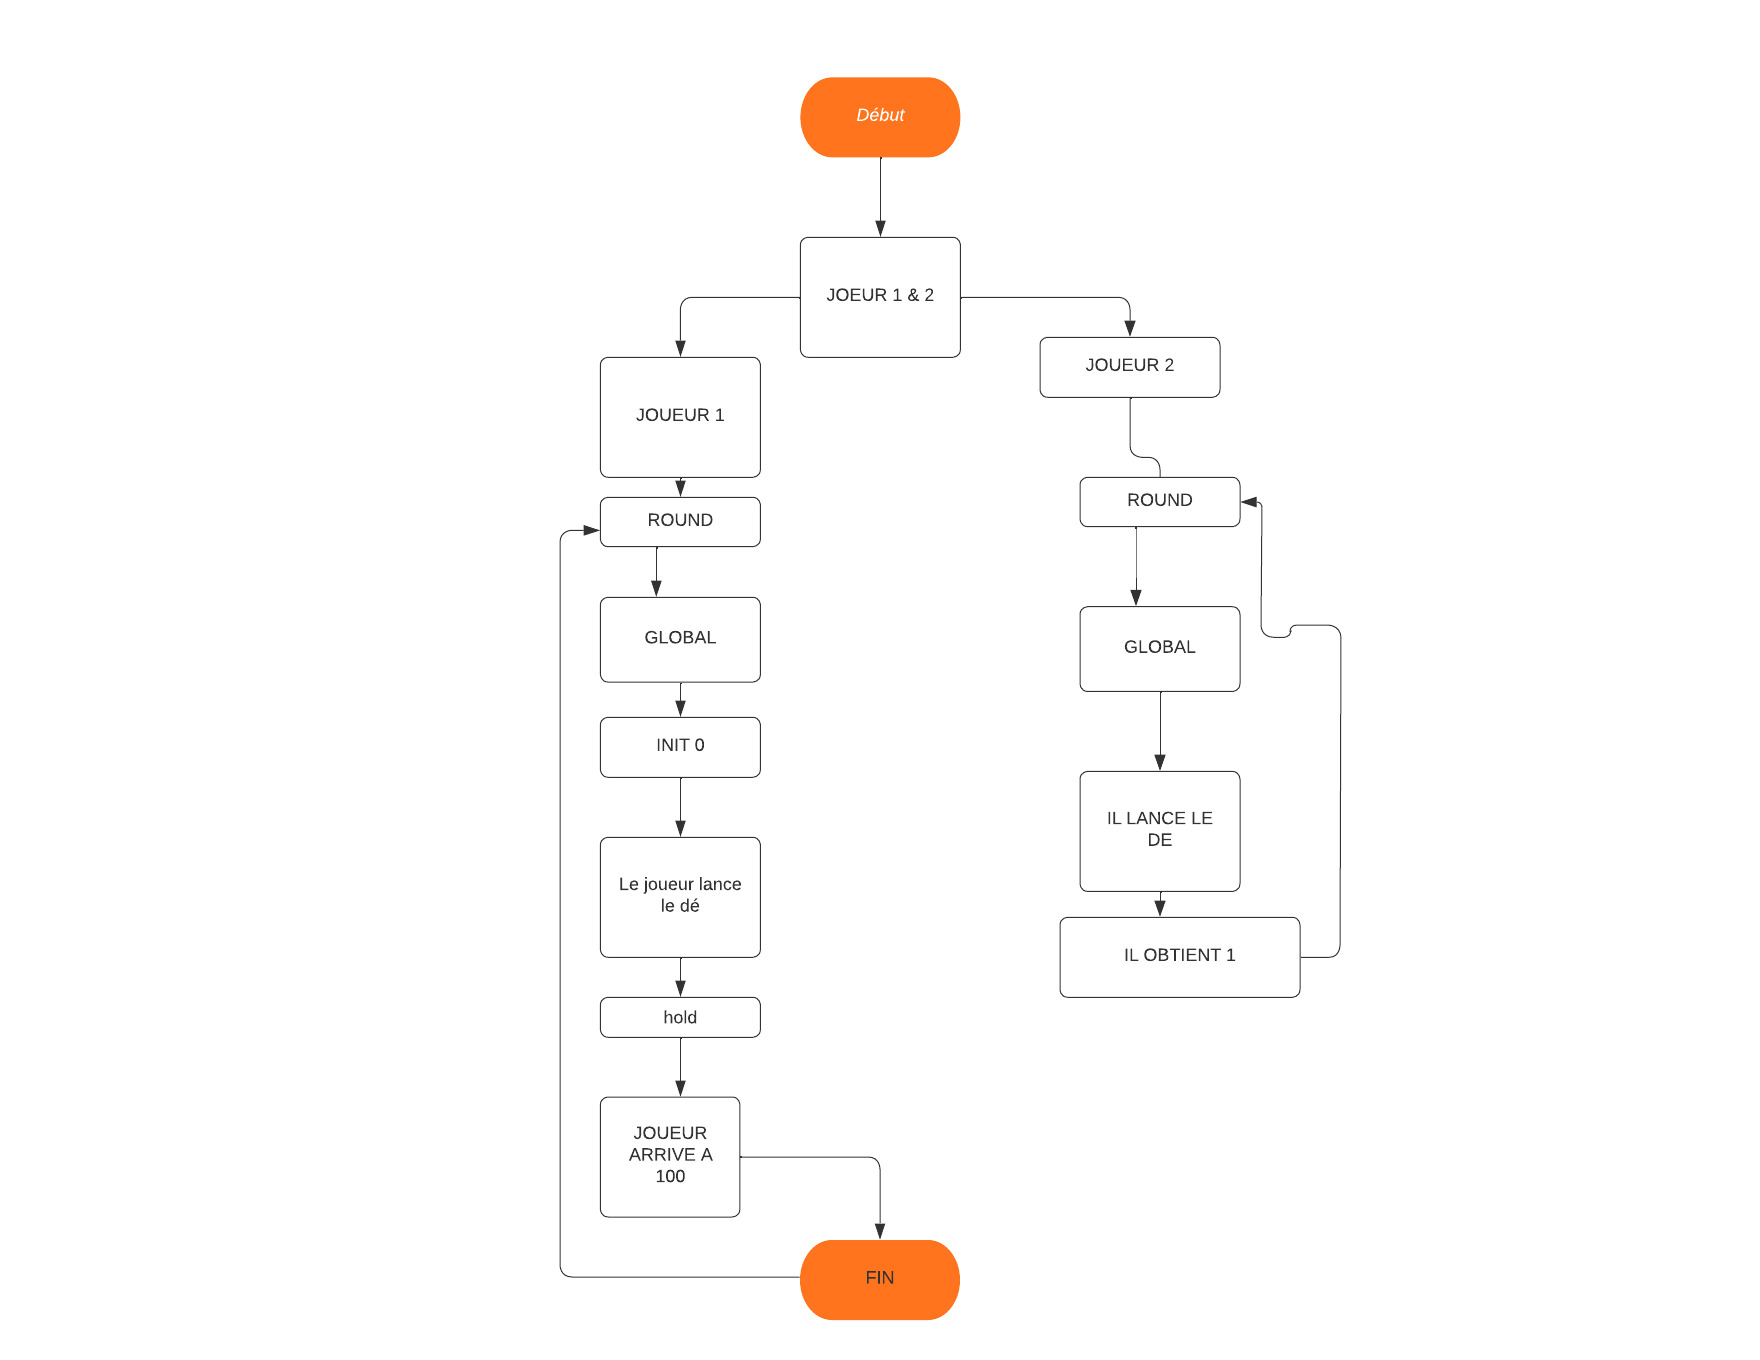 Début
JOEUR 1 & 2
JOUEUR 1
ROUND
GLOBAL
INIT 0
Le joueur lance
le dé
hold
JOUEUR
ARRIVE A
100
FIN
JOUEUR 2
ROUND
GLOBAL
IL LANCE LE
DE
IL OBTIENT 1